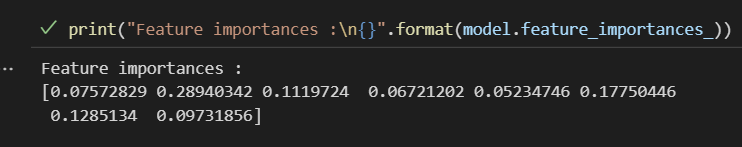 print("Feature importances :\n{}".format(model.feature_importances_))
Feature importances :
[0.07572829 0.28940342 0.1119724  0.06721202 0.05234746 0.17750446
 0.1285134  0.09731856]